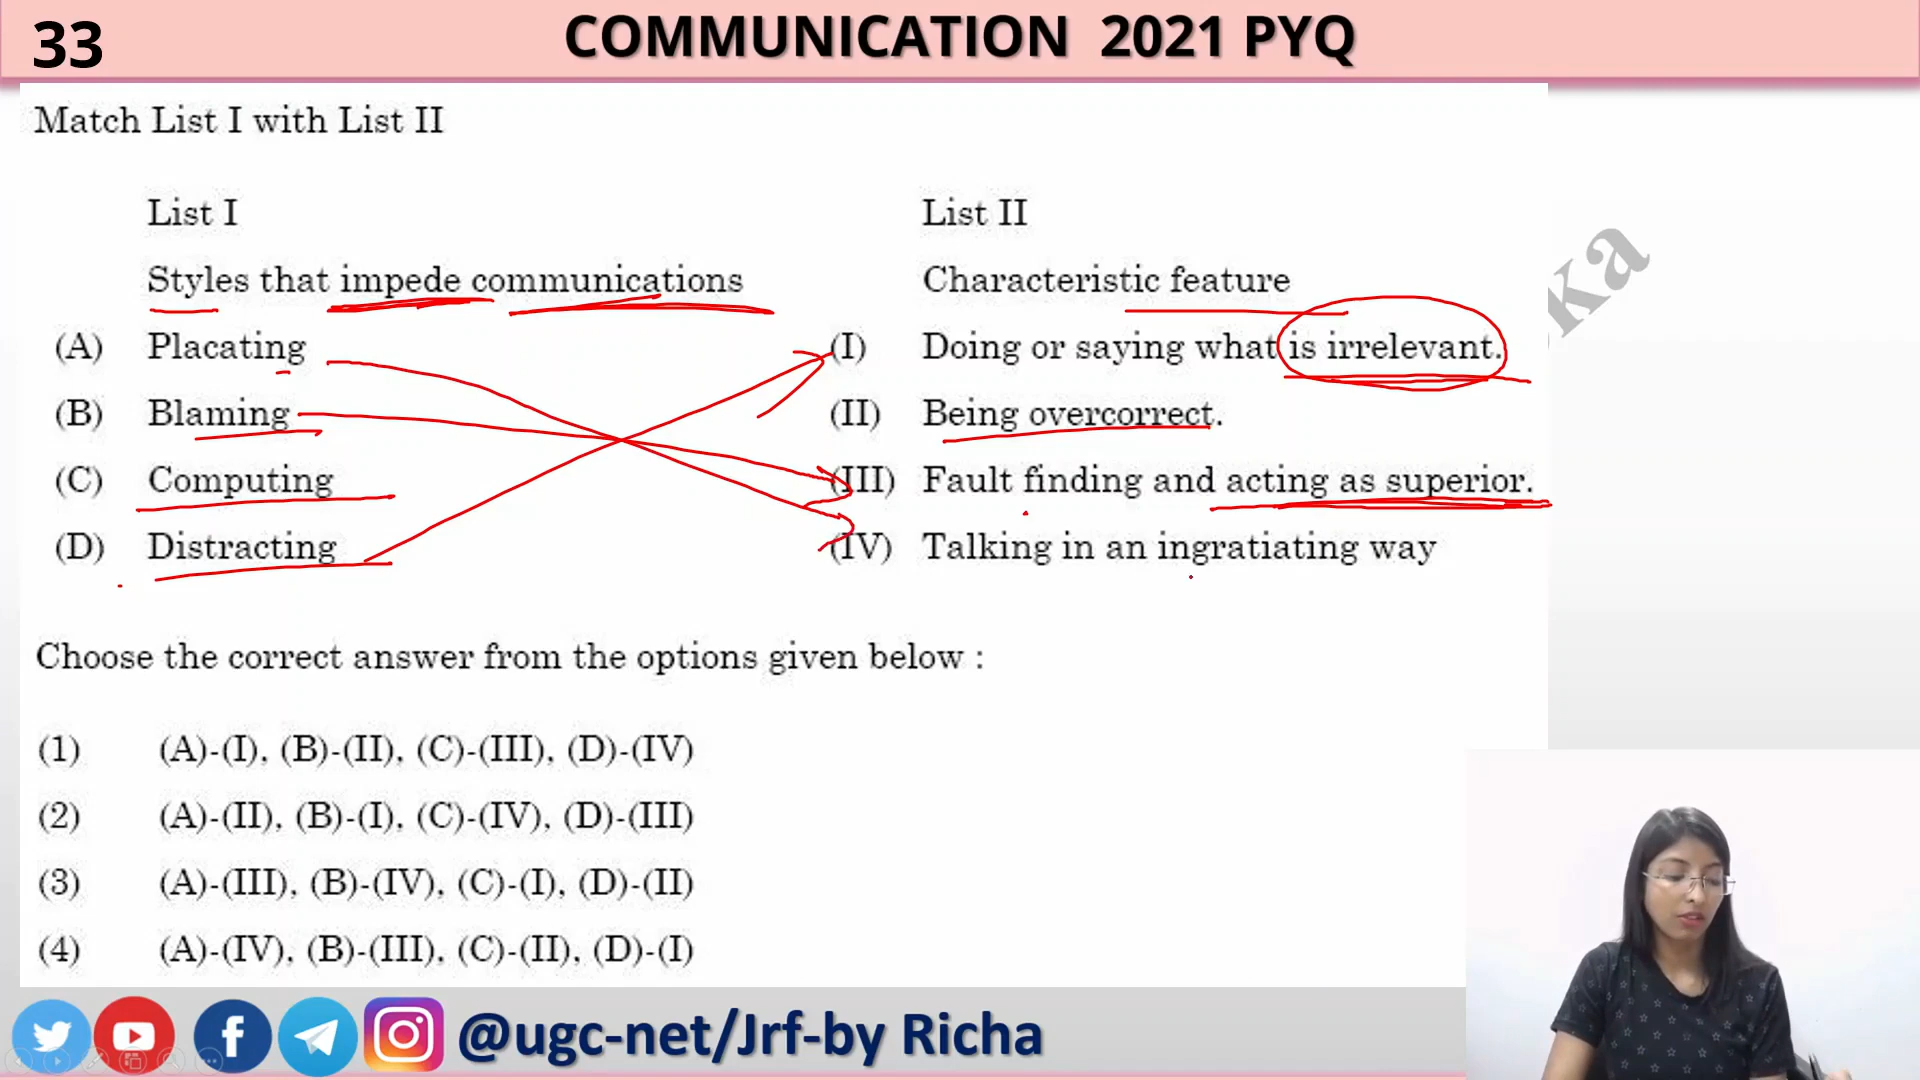 33
COMMUNICATION 2021 PYQ
Match List I with List II
List I
List II
Styles that impede communications
Characteristic feature
(A) Placating
(I) Doing or saying what is irrelevant.
(B) Blaming
(II) Being overcorrect.
(C) Computing
(III) Fault finding and acting as superior.
(D) Distracting
(IV) Talking in an ingratiating way
Choose the correct answer from the options given below :
(1) (A)-(I), (B)-(II), (C)-(III), (D)-(IV)
(2) (A)-(II), (B)-(I), (C)-(IV), (D)-(III)
(3) (A)-(III), (B)-(IV), (C)-(I), (D)-(II)
(4) (A)-(IV), (B)-(III), (C)-(II), (D)-(I)
@ugc-net/Jrf-by Richa